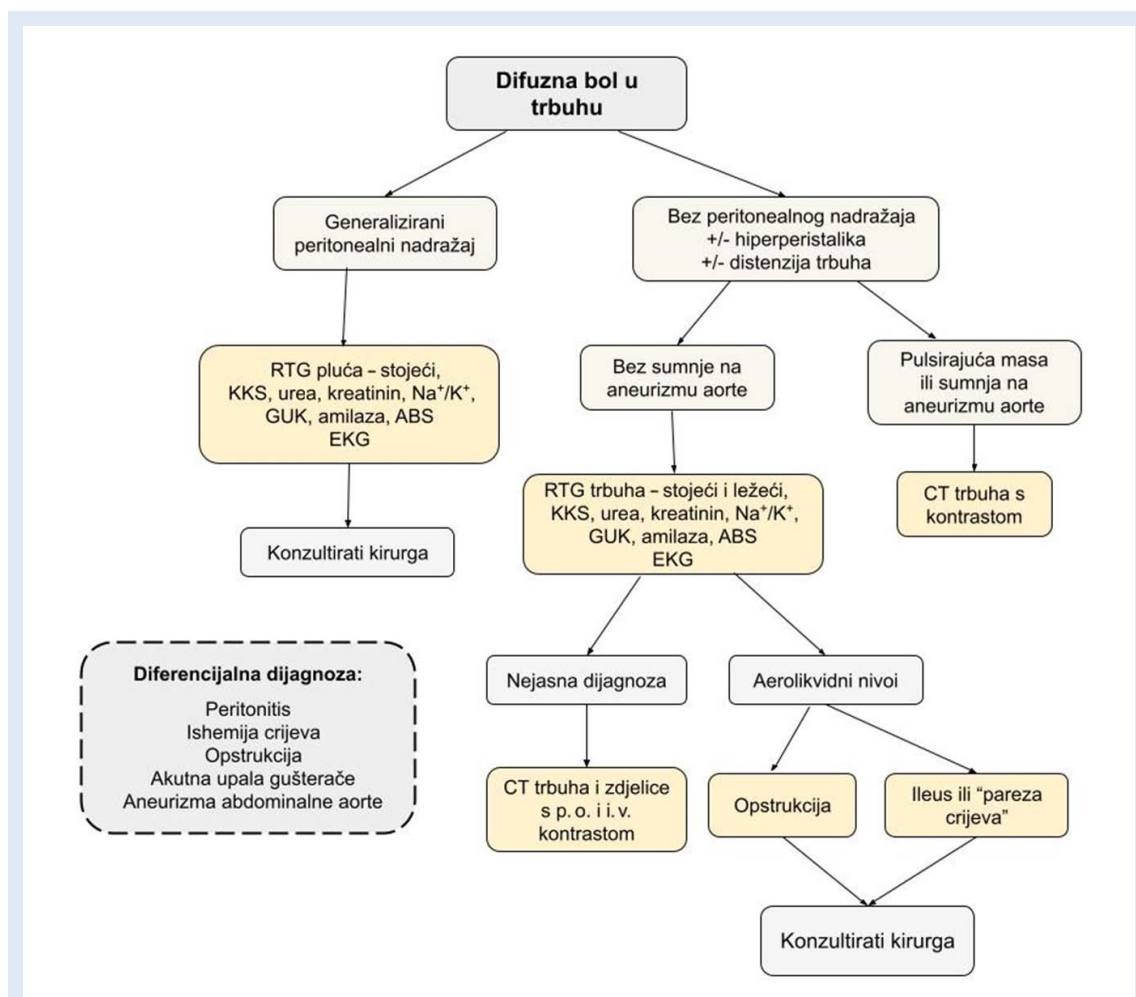 Difuzna bol u
trbuhu
Generalizirani
peritonealni nadražaj
Bez peritonealnog nadražaja
+/- hiperperistalika
+/- distenzija trbuha
RTG pluća – stojeći,
KKS, urea, kreatinin, Na⁺/K⁺,
GUK, amilaza, ABS
EKG
Bez sumnje na
aneurizmu aorte
Pulsirajuća masa
ili sumnja na
aneurizmu aorte
Konzultirati kirurga
RTG trbuha – stojeći i ležeći,
KKS, urea, kreatinin, Na⁺/K⁺,
GUK, amilaza, ABS
EKG
CT trbuha s
kontrastom
Diferencijalna dijagnoza:
Peritonitis
Ishemija crijeva
Opstrukcija
Akutna upala gušterače
Aneurizma abdominalne aorte
Nejasna dijagnoza
Aerolikvidni nivoi
CT trbuha i zdjelice
s p. o. i i. v.
kontrastom
Opstrukcija
Ileus ili “pareza
crijeva”
Konzultirati kirurga